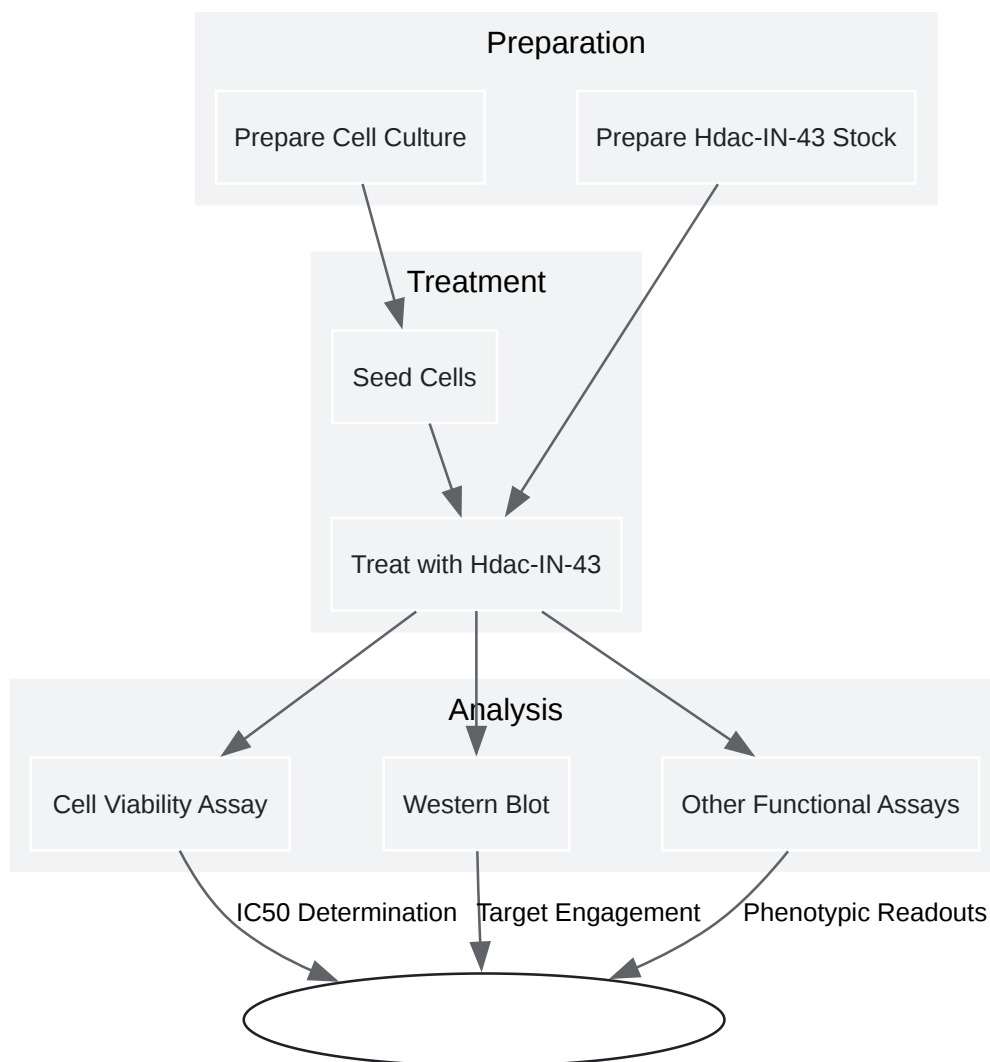 Preparation
Prepare Cell Culture
Prepare Hdac-IN-43 Stock
Treatment
Seed Cells
Treat with Hdac-IN-43
Analysis
Cell Viability Assay
Western Blot
Other Functional Assays
IC50 Determination
Target Engagement
Phenotypic Readouts